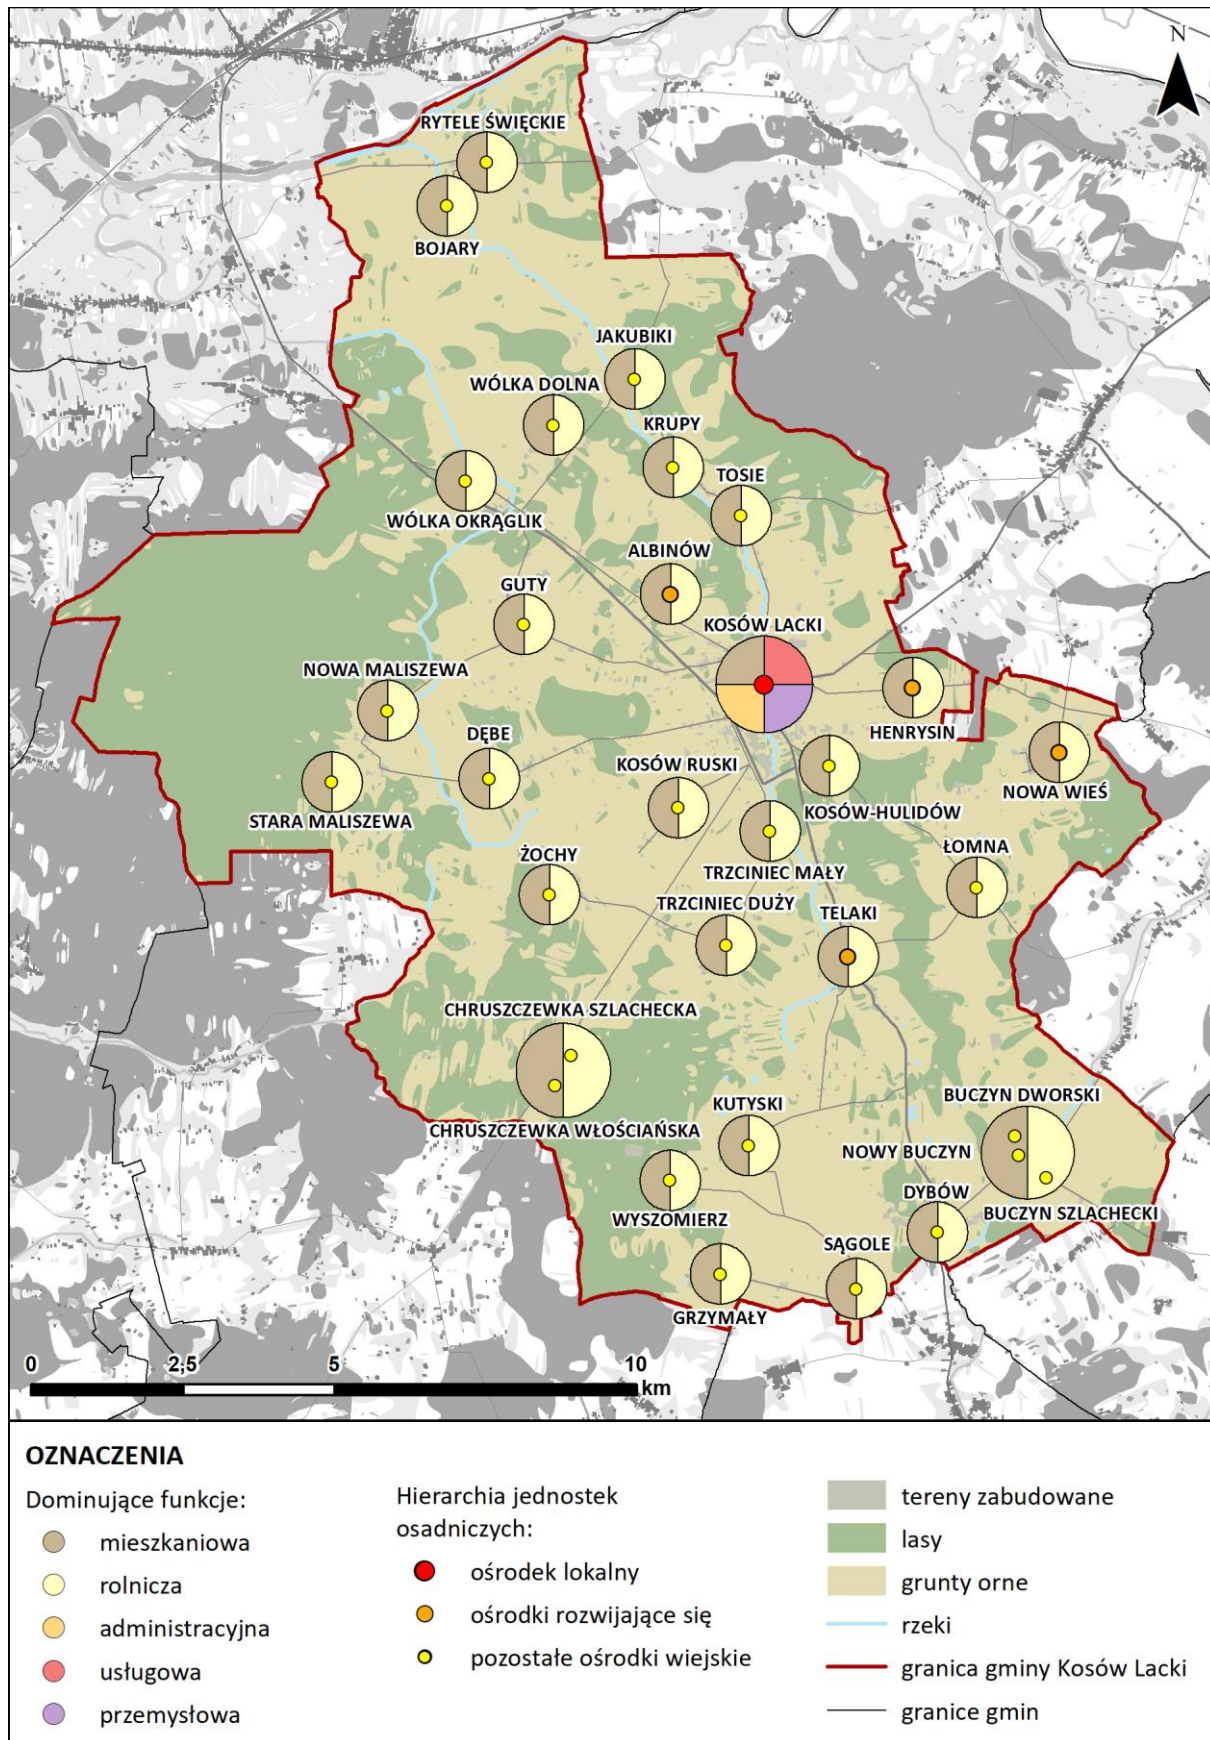 N
RYTELE ŚWIĘCKIE
BOJARY
JAKUBIKI
WÓLKA DOLNA
KRUPY
TOSIE
WÓLKA OKRĄGLIK
ALBINÓW
GUTY
KOSÓW LACKI
NOWA MALISZEWA
HENRYSIN
DĘBE
KOSÓW RUSKI
NOWA WIEŚ
STARA MALISZEWA
KOSÓW-HULIDÓW
ŻOCHY
TRZCINIEC MAŁY
ŁOMNA
TRZCINIEC DUŻY
TELAKI
CHRUSZCZEWKA SZLACHECKA
BUCZYN DWORSKI
KUTYSKI
CHRUSZCZEWKA WŁOŚCIAŃSKA
NOWY BUCZYN
DYBÓW
BUCZYN SZLACHECKI
WYSZOMIERZ
SĄGOLE
GRZYMAŁY
0 2,5 5 10
km
OZNACZENIA
Dominujące funkcje:
mieszkaniowa
rolnicza
administracyjna
usługowa
przemysłowa
Hierarchia jednostek
osadniczych:
ośrodek lokalny
ośrodki rozwijające się
pozostałe ośrodki wiejskie
tereny zabudowane
lasy
grunty orne
rzeki
granica gminy Kosów Lacki
granice gmin